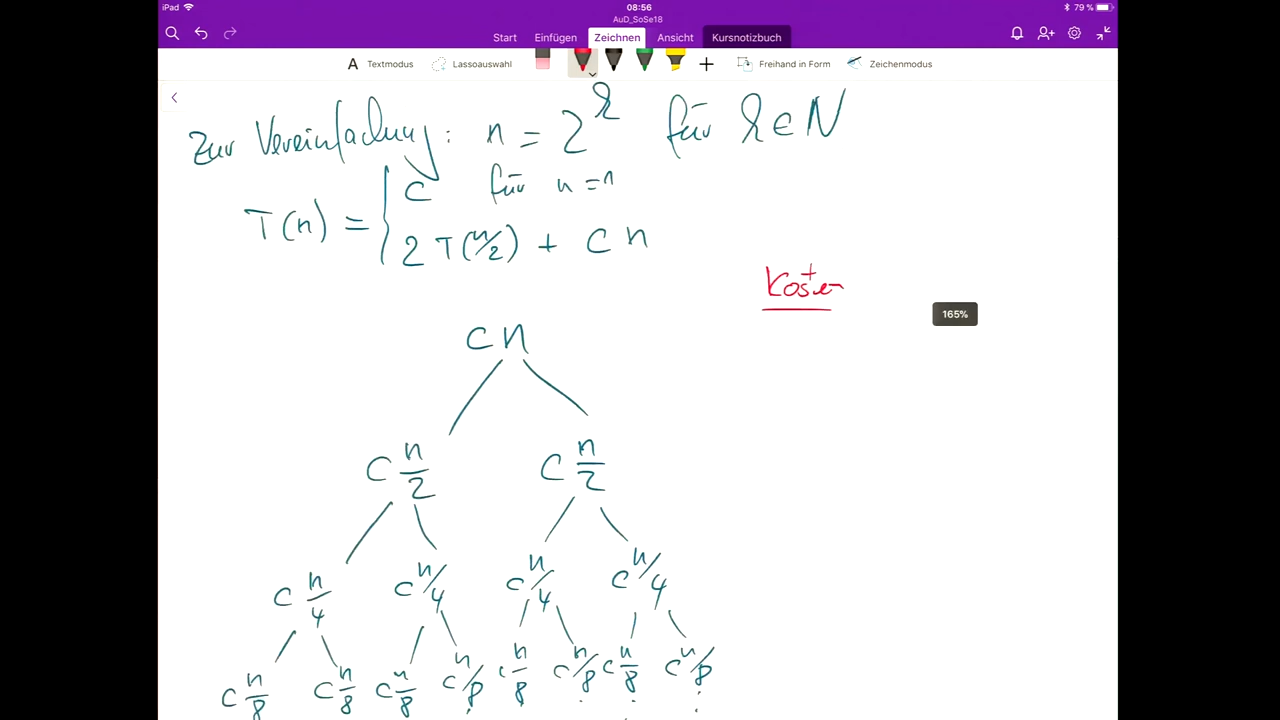 iPad 08:56 79 %
AuD_SoSe18
Start Einfügen Zeichnen Ansicht Kursnotizbuch
A Textmodus Lassoauswahl Freihand in Form Zeichenmodus
Zur Vereinfachung: n = 2^k für k ∈ N
T(n) = { c für n = n
2 T(n/2) + c n
Kosten
165%
c n
c n/2 c n/2
c n/4 c n/4 c n/4 c n/4
c n/8 c n/8 c n/8 c n/8 c n/8 c n/8 c n/8 c n/8